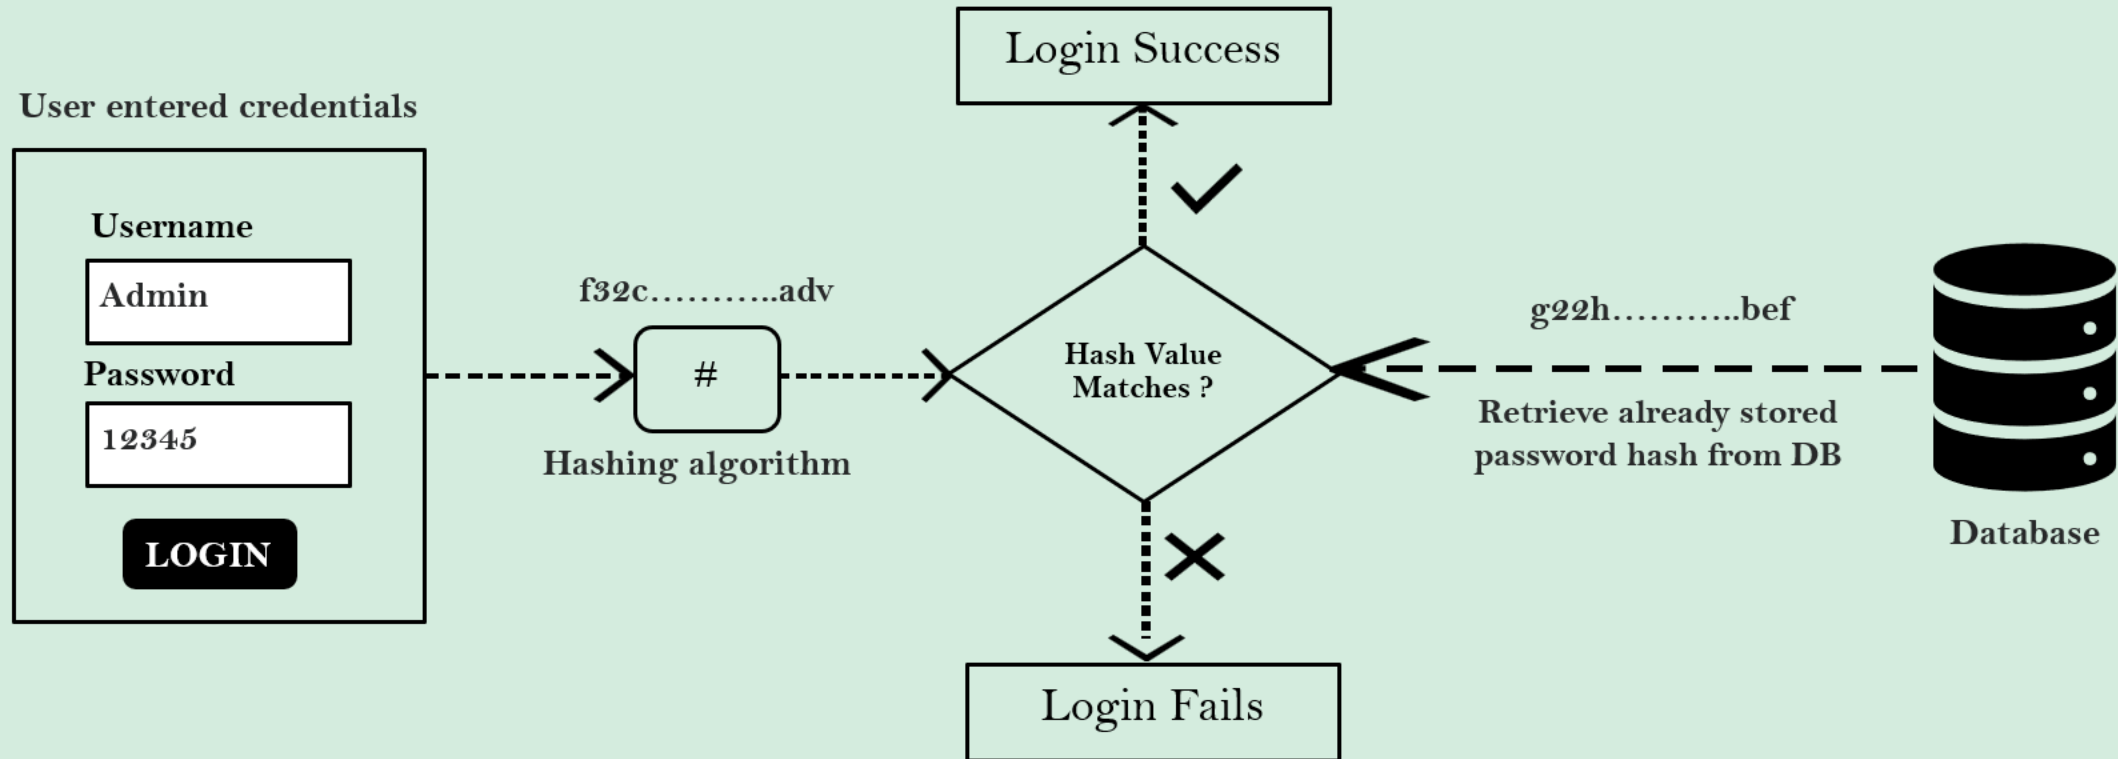 Login Success
User entered credentials
Username
Admin
Password
12345
LOGIN
f32c………..adv
#
Hashing algorithm
Hash Value
Matches ?
g22h………..bef
Retrieve already stored
password hash from DB
Database
Login Fails